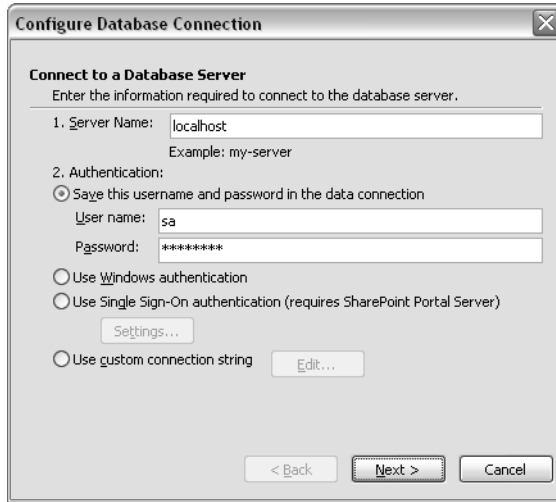 Configure Database Connection
Connect to a Database Server
Enter the information required to connect to the database server.
1. Server Name: localhost
Example: my-server
2. Authentication:
Save this username and password in the data connection
User name: sa
Password: ********
Use Windows authentication
Use Single Sign-On authentication (requires SharePoint Portal Server)
Settings...
Use custom connection string Edit...
< Back Next > Cancel